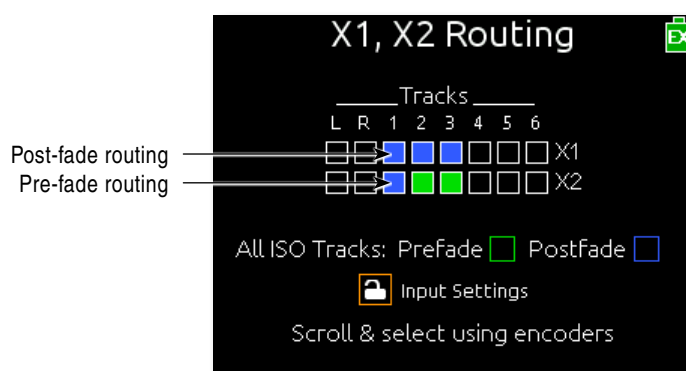 X1, X2 Routing
EX
Tracks
L R 1 2 3 4 5 6
Post-fade routing X1
Pre-fade routing X2
All ISO Tracks: Prefade Postfade
Input Settings
Scroll & select using encoders